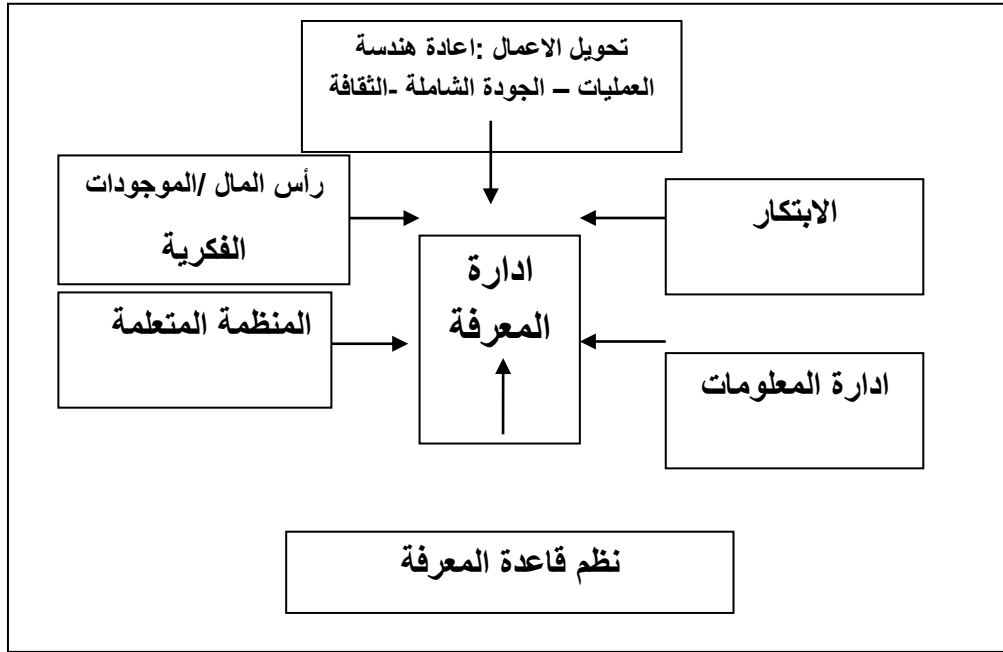 تحويل الاعمال :اعادة هندسة
العمليات – الجودة الشاملة -الثقافة
رأس المال /الموجودات
الفكرية
الابتكار
ادارة
المعرفة
المنظمة المتعلمة
ادارة المعلومات
نظم قاعدة المعرفة